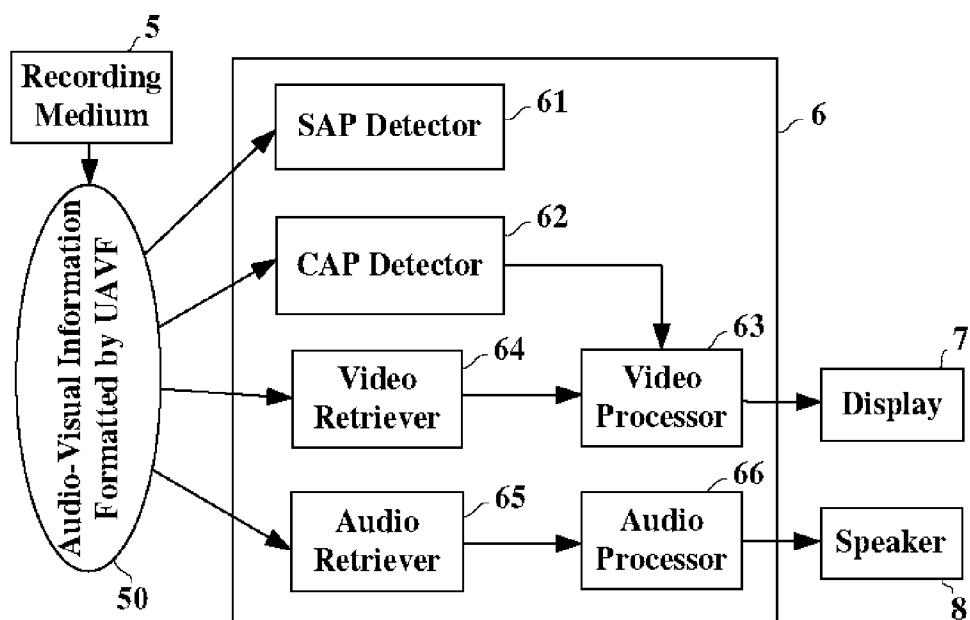 5
Recording
Medium
Audio-Visual Information
Formatted by UAVF
50
6
SAP Detector
61
CAP Detector
62
Video
Retriever
64
Video
Processor
63
Audio
Retriever
65
Audio
Processor
66
Display
7
Speaker
8